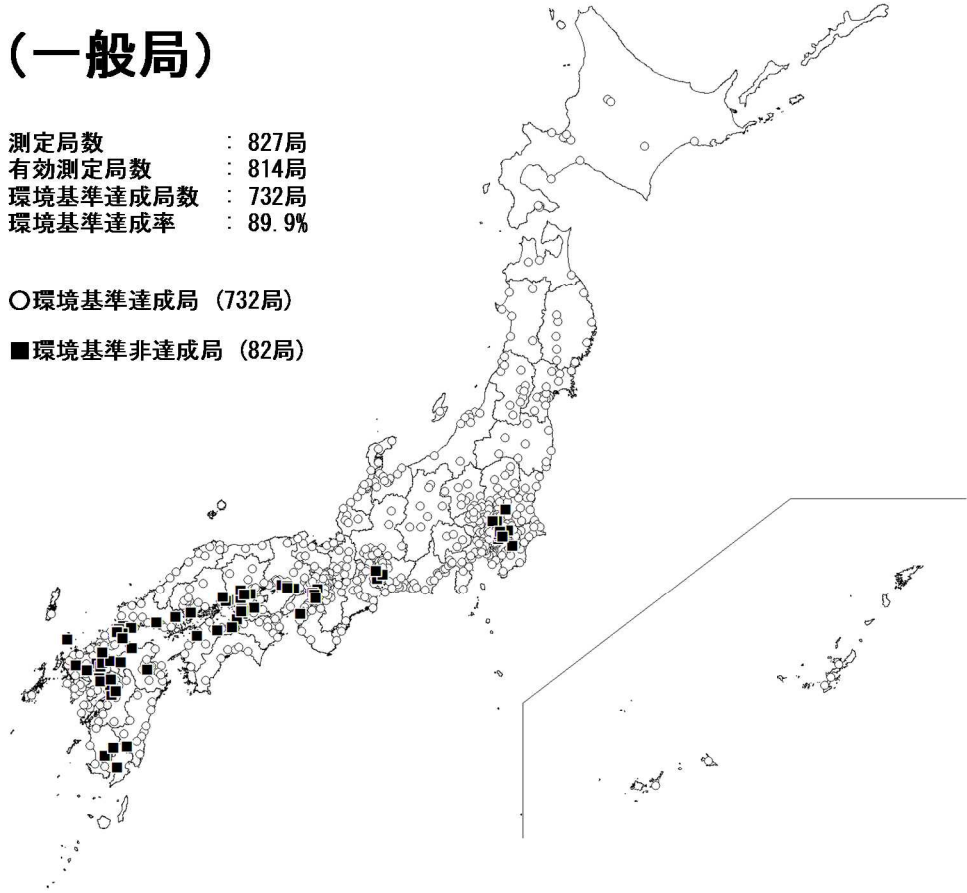 （一般局）
測定局数　　　　：827局
有効測定局数　　：814局
環境基準達成局数：732局
環境基準達成率　：89.9%
○環境基準達成局（732局）
■環境基準非達成局（82局）